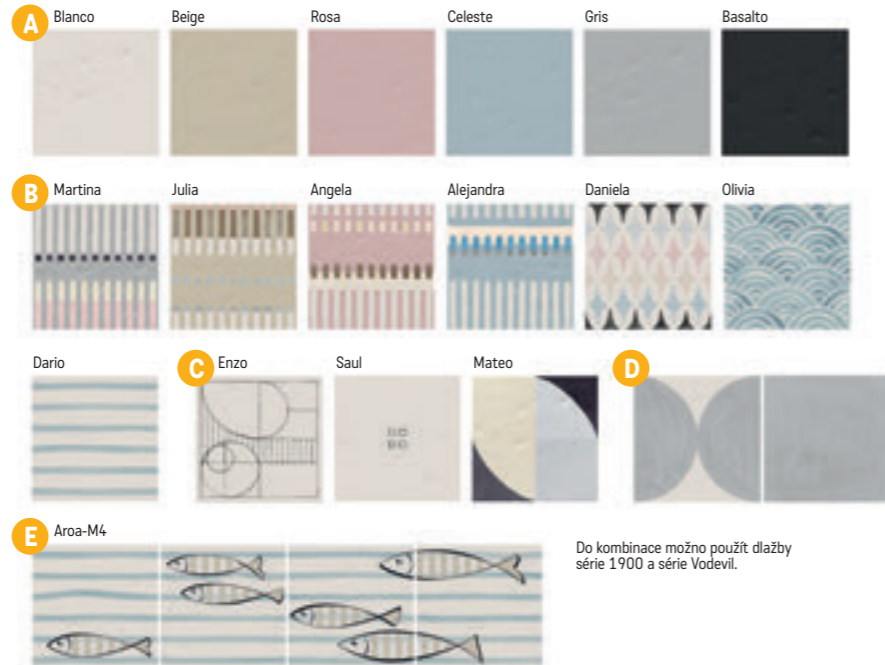 A Blanco Beige Rosa Celeste Gris Basalto
B Martina Julia Angela Alejandra Daniela Olivia
Dario C Enzo Saul Mateo D
E Aroa-M4
Do kombinace možno použít dlažby
série 1900 a série Vodevil.